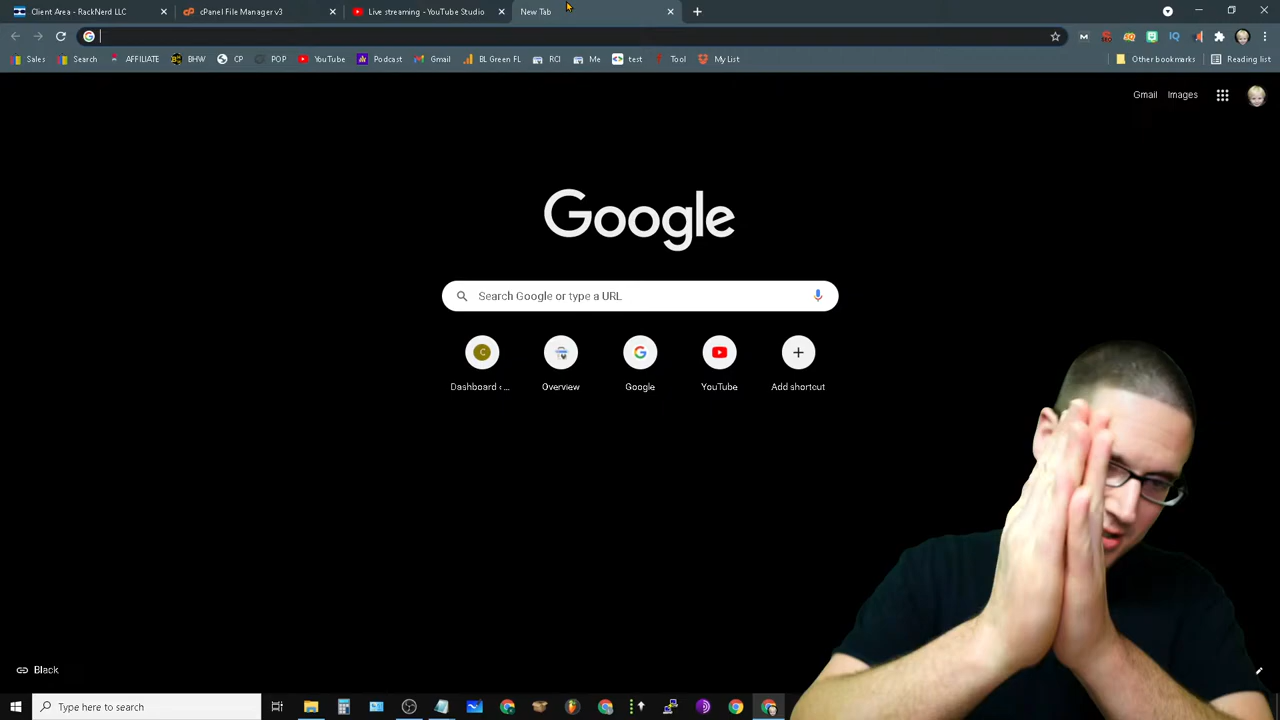 Client Area - RackNerd LLC
cPanel File Manager v3
Live streaming - YouTube Studio
New Tab
Sales
Search
AFFILIATE
BHW
CP
POP
YouTube
Podcast
Gmail
BL Green FL
RCI
Me
test
Tool
My List
Other bookmarks
Reading list
Gmail
Images
Google
Search Google or type a URL
Dashboard ‹ ...
Overview
Google
YouTube
Add shortcut
Black
Type here to search